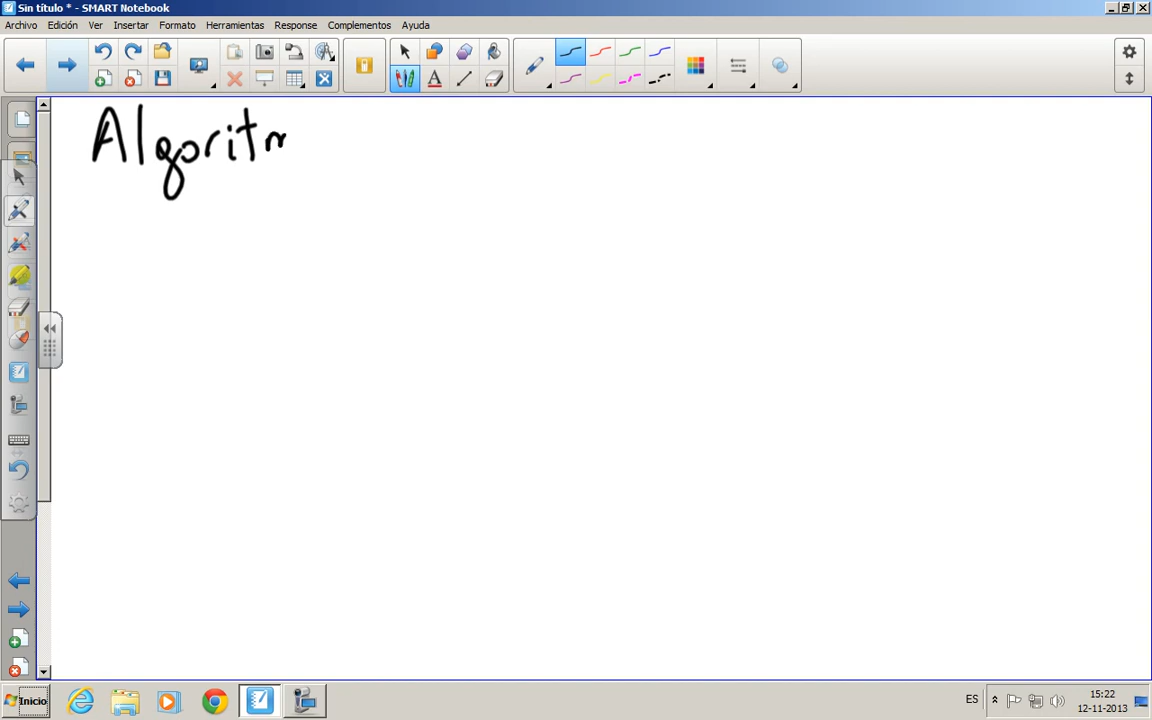 Sin título * - SMART Notebook
Archivo Edición Ver Insertar Formato Herramientas Response Complementos Ayuda
Algoritm
Inicio
ES
15:22
12-11-2013